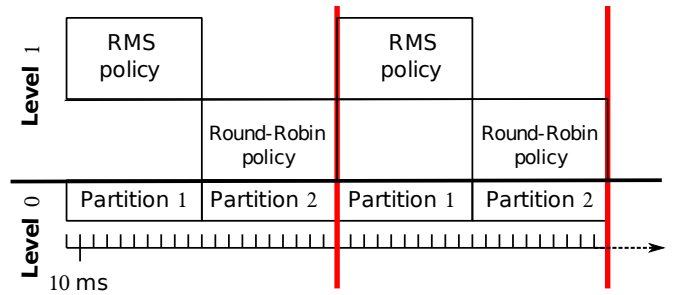 Level 1
RMS
policy
RMS
policy
Round-Robin
policy
Round-Robin
policy
Level 0
Partition 1
Partition 2
Partition 1
Partition 2
10 ms